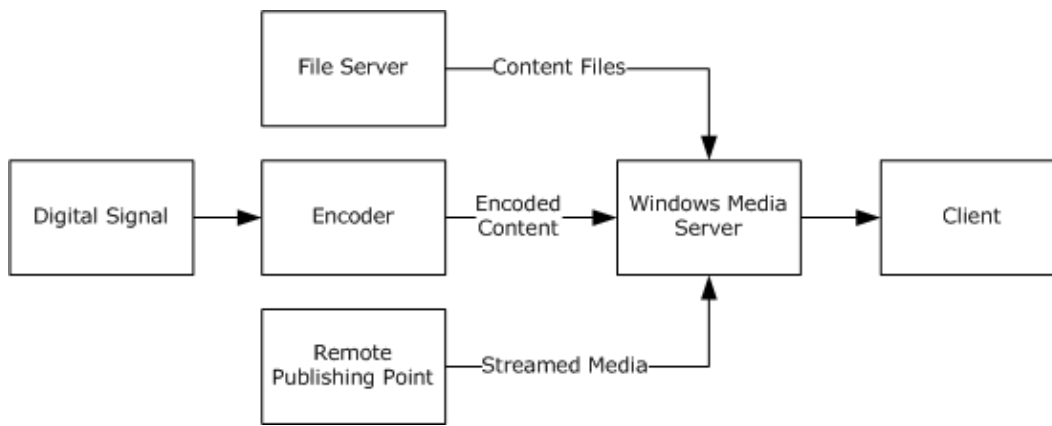 File Server
Content Files
Digital Signal
Encoder
Encoded
Content
Windows Media
Server
Client
Remote
Publishing Point
Streamed Media